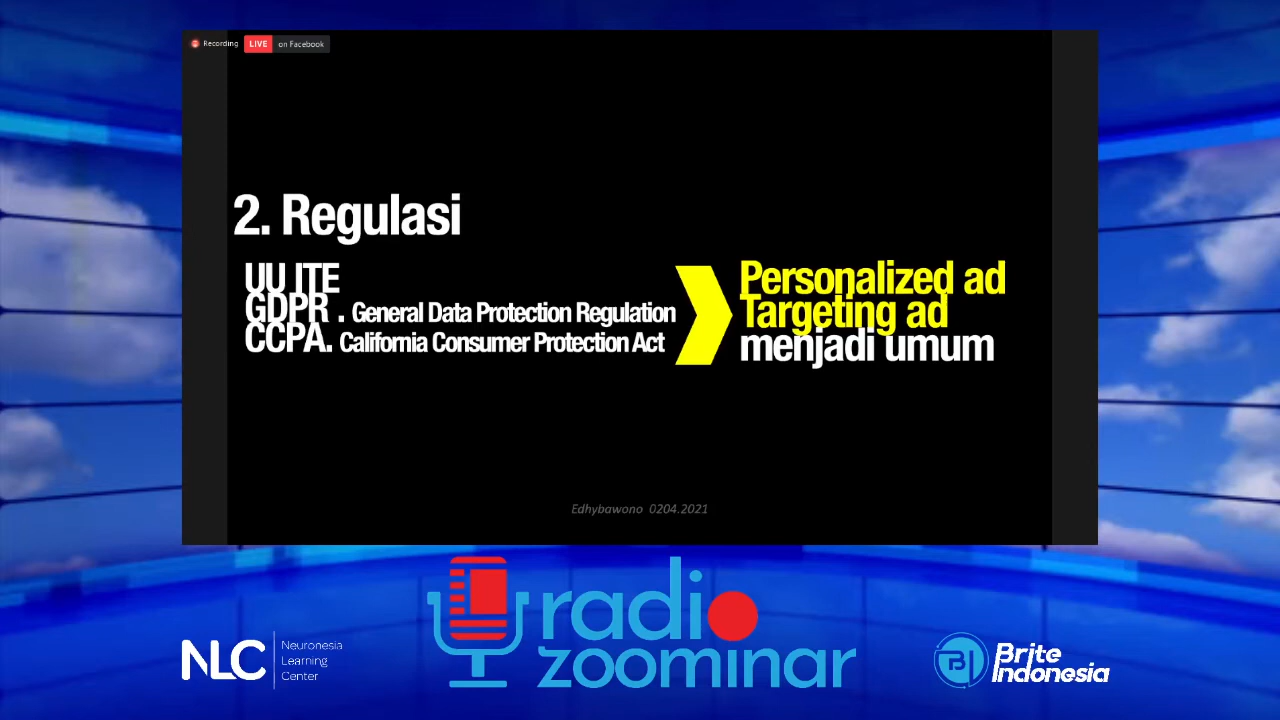 Recording LIVE on Facebook
2. Regulasi
UU ITE
GDPR . General Data Protection Regulation
CCPA. California Consumer Protection Act
Personalized ad
Targeting ad
menjadi umum
Edhybawono 0204.2021
radio
zoominar
NLC
Neuronesia
Learning
Center
BI
Brite
Indonesia